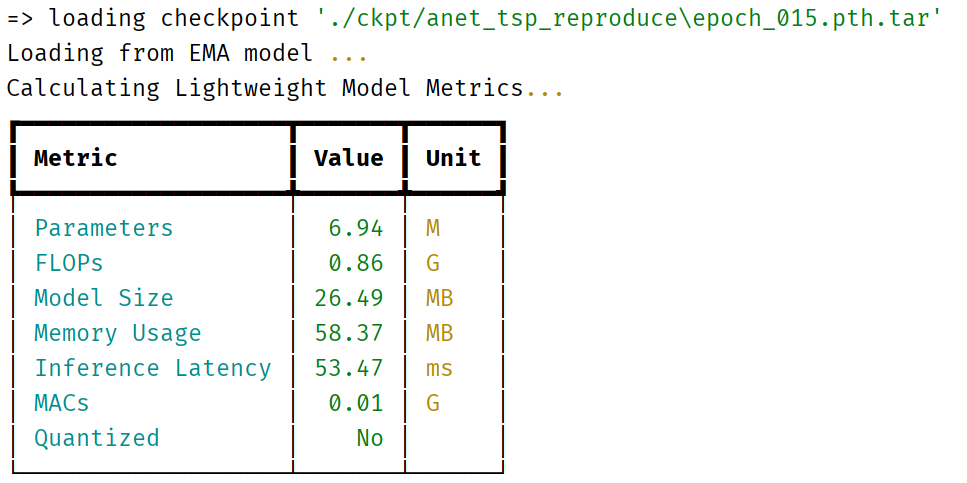 => loading checkpoint './ckpt/anet_tsp_reproduce\epoch_015.pth.tar'
Loading from EMA model ...
Calculating Lightweight Model Metrics...
Metric Value Unit
Parameters 6.94 M
FLOPs 0.86 G
Model Size 26.49 MB
Memory Usage 58.37 MB
Inference Latency 53.47 ms
MACs 0.01 G
Quantized No